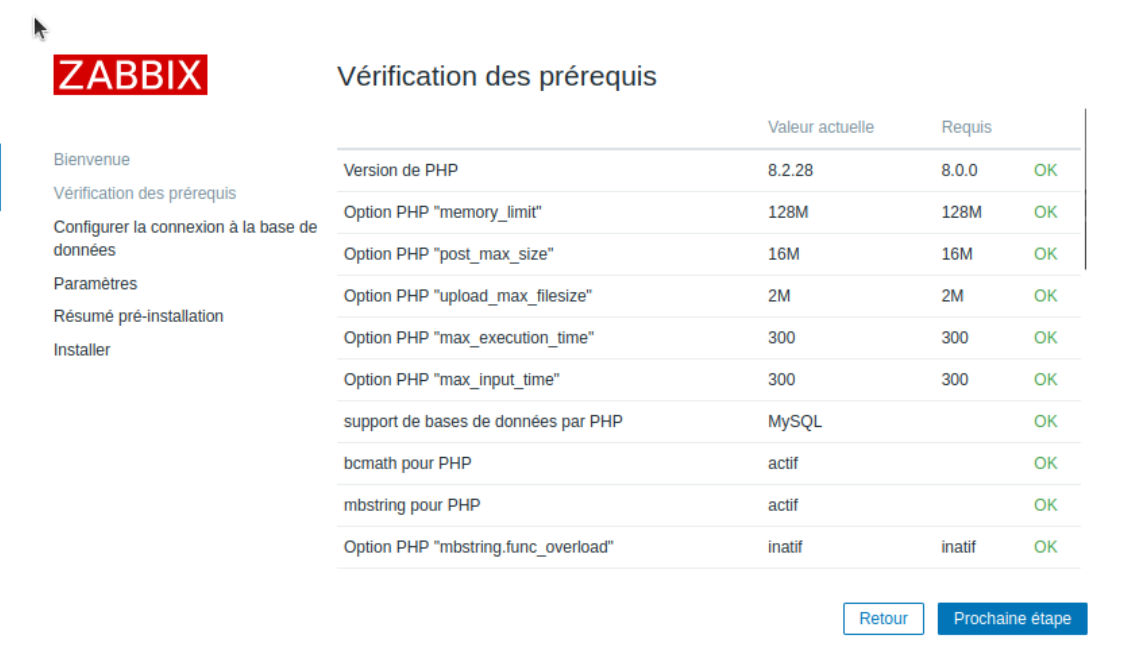 ZABBIX
Vérification des prérequis
Bienvenue
Vérification des prérequis
Configurer la connexion à la base de
données
Paramètres
Résumé pré-installation
Installer
Valeur actuelle Requis
Version de PHP 8.2.28 8.0.0 OK
Option PHP "memory_limit" 128M 128M OK
Option PHP "post_max_size" 16M 16M OK
Option PHP "upload_max_filesize" 2M 2M OK
Option PHP "max_execution_time" 300 300 OK
Option PHP "max_input_time" 300 300 OK
support de bases de données par PHP MySQL OK
bcmath pour PHP actif OK
mbstring pour PHP actif OK
Option PHP "mbstring.func_overload" inatif inatif OK
Retour Prochaine étape